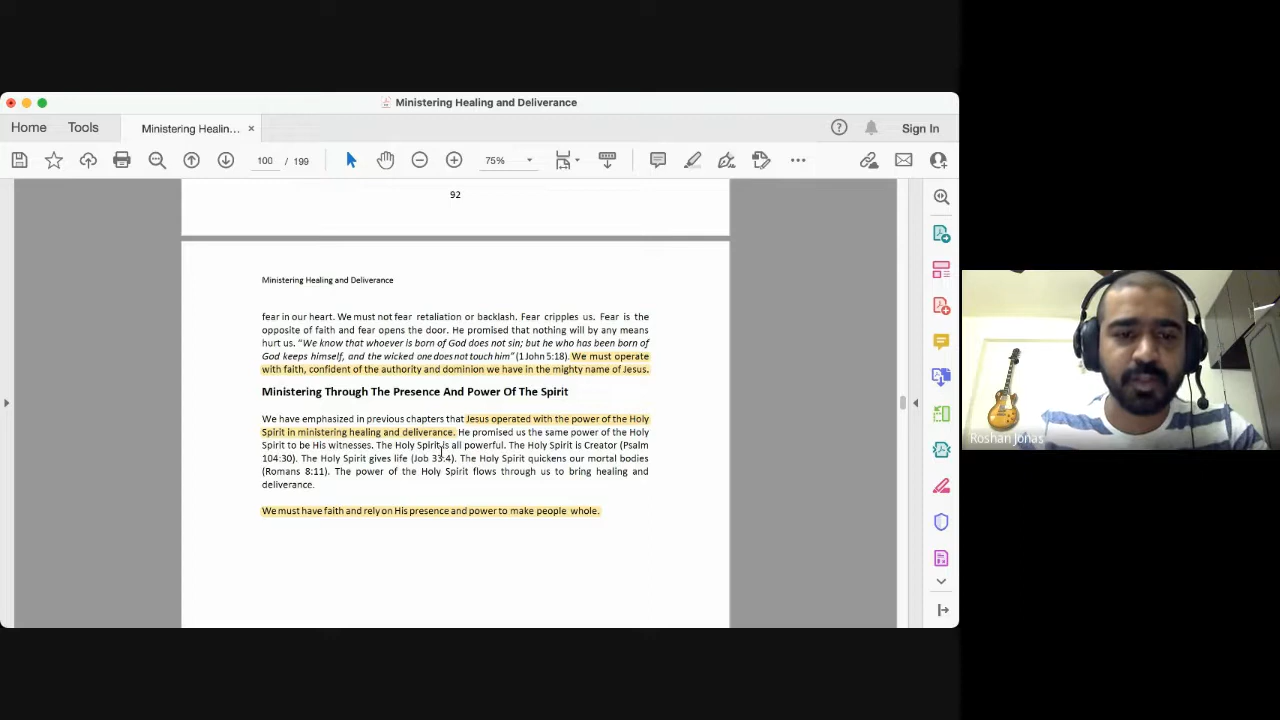 Ministering Healing and Deliverance
Home
Tools
Ministering Healin... ×
Sign In
100 / 199
75%
92
Ministering Healing and Deliverance
fear in our heart. We must not fear retaliation or backlash. Fear cripples us. Fear is the
opposite of faith and fear opens the door. He promised that nothing will by any means
hurt us. "We know that whoever is born of God does not sin; but he who has been born of
God keeps himself, and the wicked one does not touch him" (1 John 5:18). We must operate
with faith, confident of the authority and dominion we have in the mighty name of Jesus.
Ministering Through The Presence And Power Of The Spirit
We have emphasized in previous chapters that Jesus operated with the power of the Holy
Spirit in ministering healing and deliverance. He promised us the same power of the Holy
Spirit to be His witnesses. The Holy Spirit is all powerful. The Holy Spirit is Creator (Psalm
104:30). The Holy Spirit gives life (Job 33:4). The Holy Spirit quickens our mortal bodies
(Romans 8:11). The power of the Holy Spirit flows through us to bring healing and
deliverance.
We must have faith and rely on His presence and power to make people whole.
Roshan Jonas